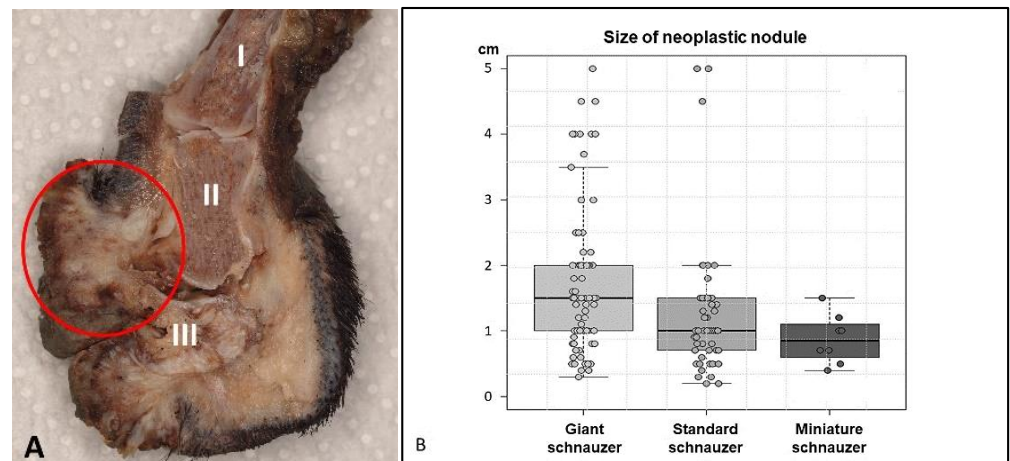 I
II
III
A
Size of neoplastic nodule
cm
5
4
3
2
1
0
Giant
schnauzer
Standard
schnauzer
Miniature
schnauzer
B